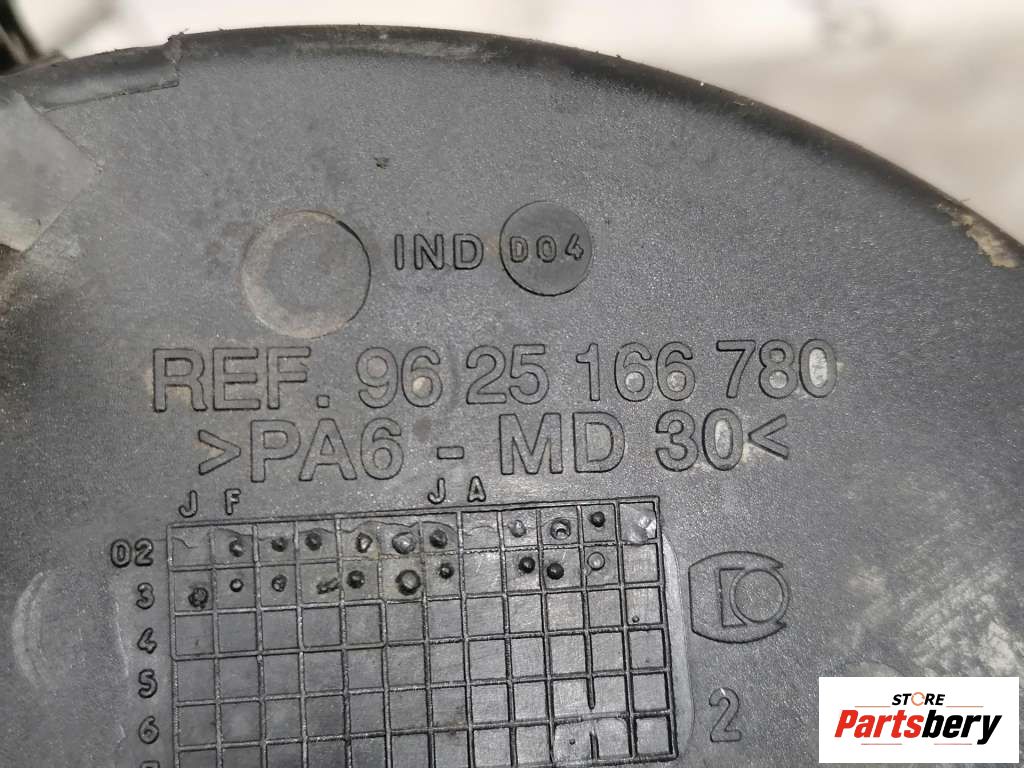 IND D04
REF. 96 25 166 780
>PA6 - MD 30<
J F J A
02
3
4
5
6
2
STORE
Partsbery